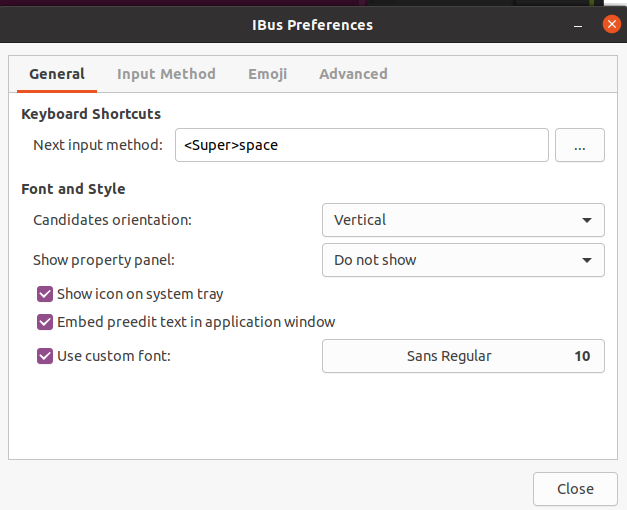 IBus Preferences
General Input Method Emoji Advanced
Keyboard Shortcuts
Next input method: <Super>space ...
Font and Style
Candidates orientation: Vertical
Show property panel: Do not show
Show icon on system tray
Embed preedit text in application window
Use custom font: Sans Regular 10
Close